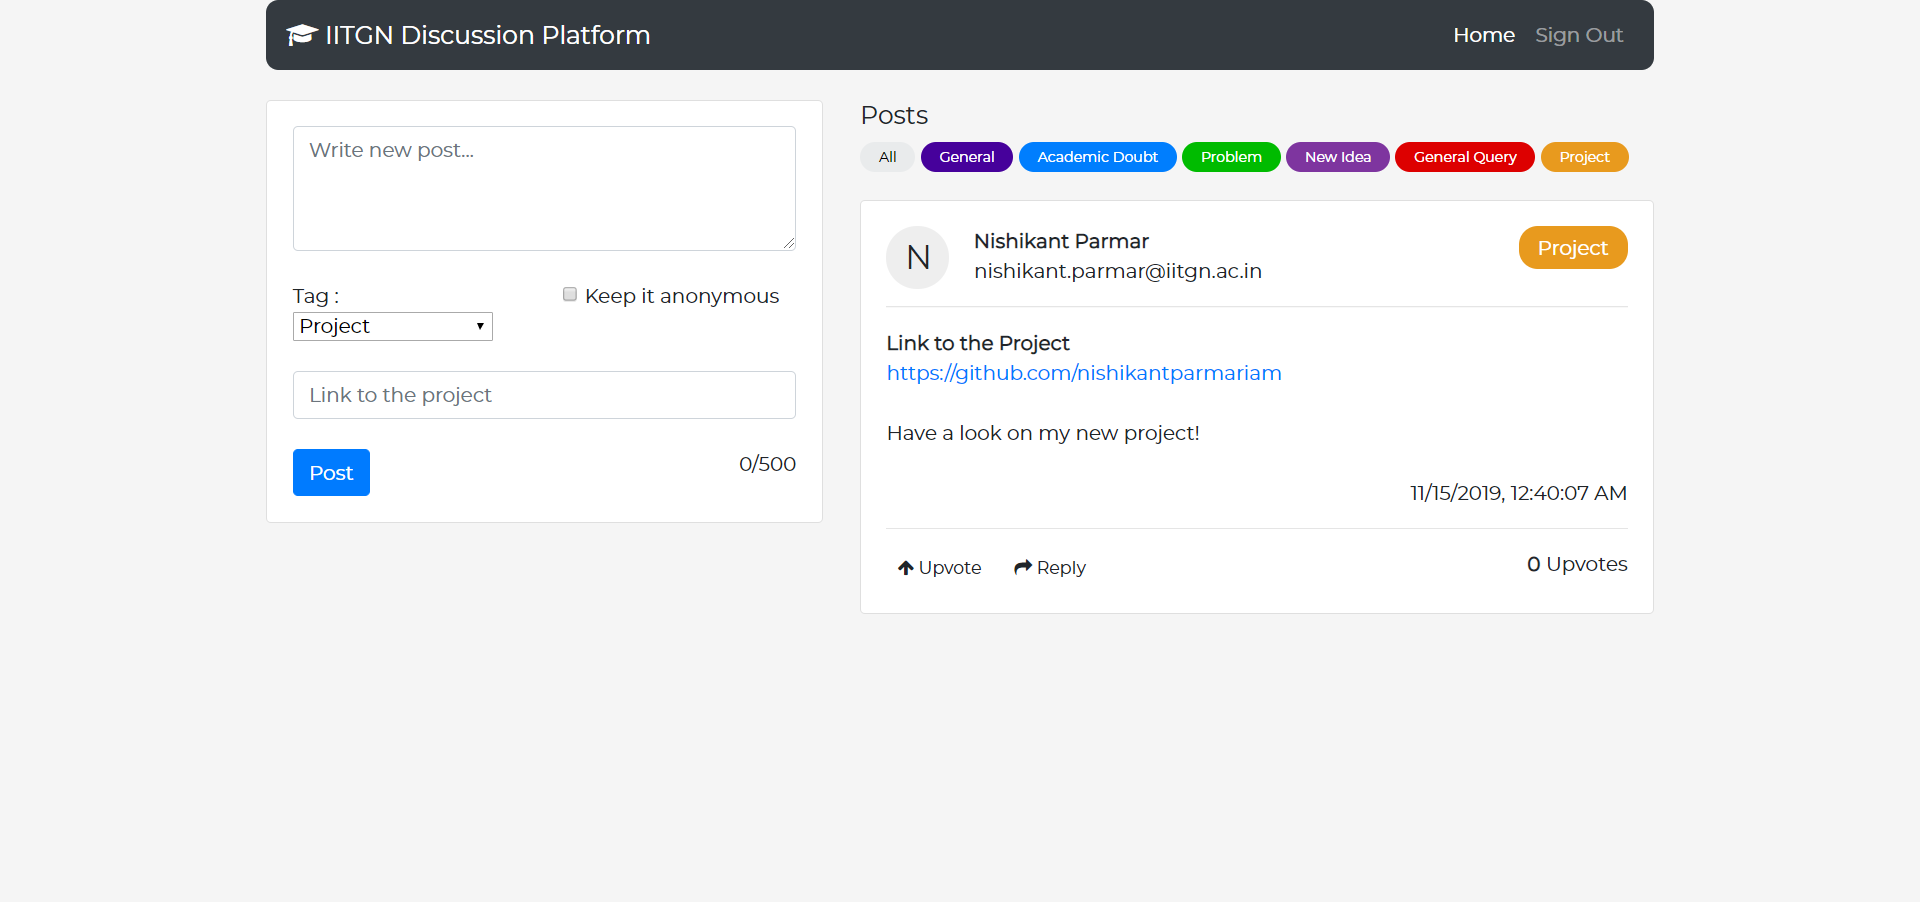 IITGN Discussion Platform
Home
Sign Out
Write new post...
Tag :
Keep it anonymous
Project
Link to the project
Post
0/500
Posts
All
General
Academic Doubt
Problem
New Idea
General Query
Project
N
Nishikant Parmar
nishikant.parmar@iitgn.ac.in
Project
Link to the Project
https://github.com/nishikantparmariam
Have a look on my new project!
11/15/2019, 12:40:07 AM
Upvote
Reply
0 Upvotes